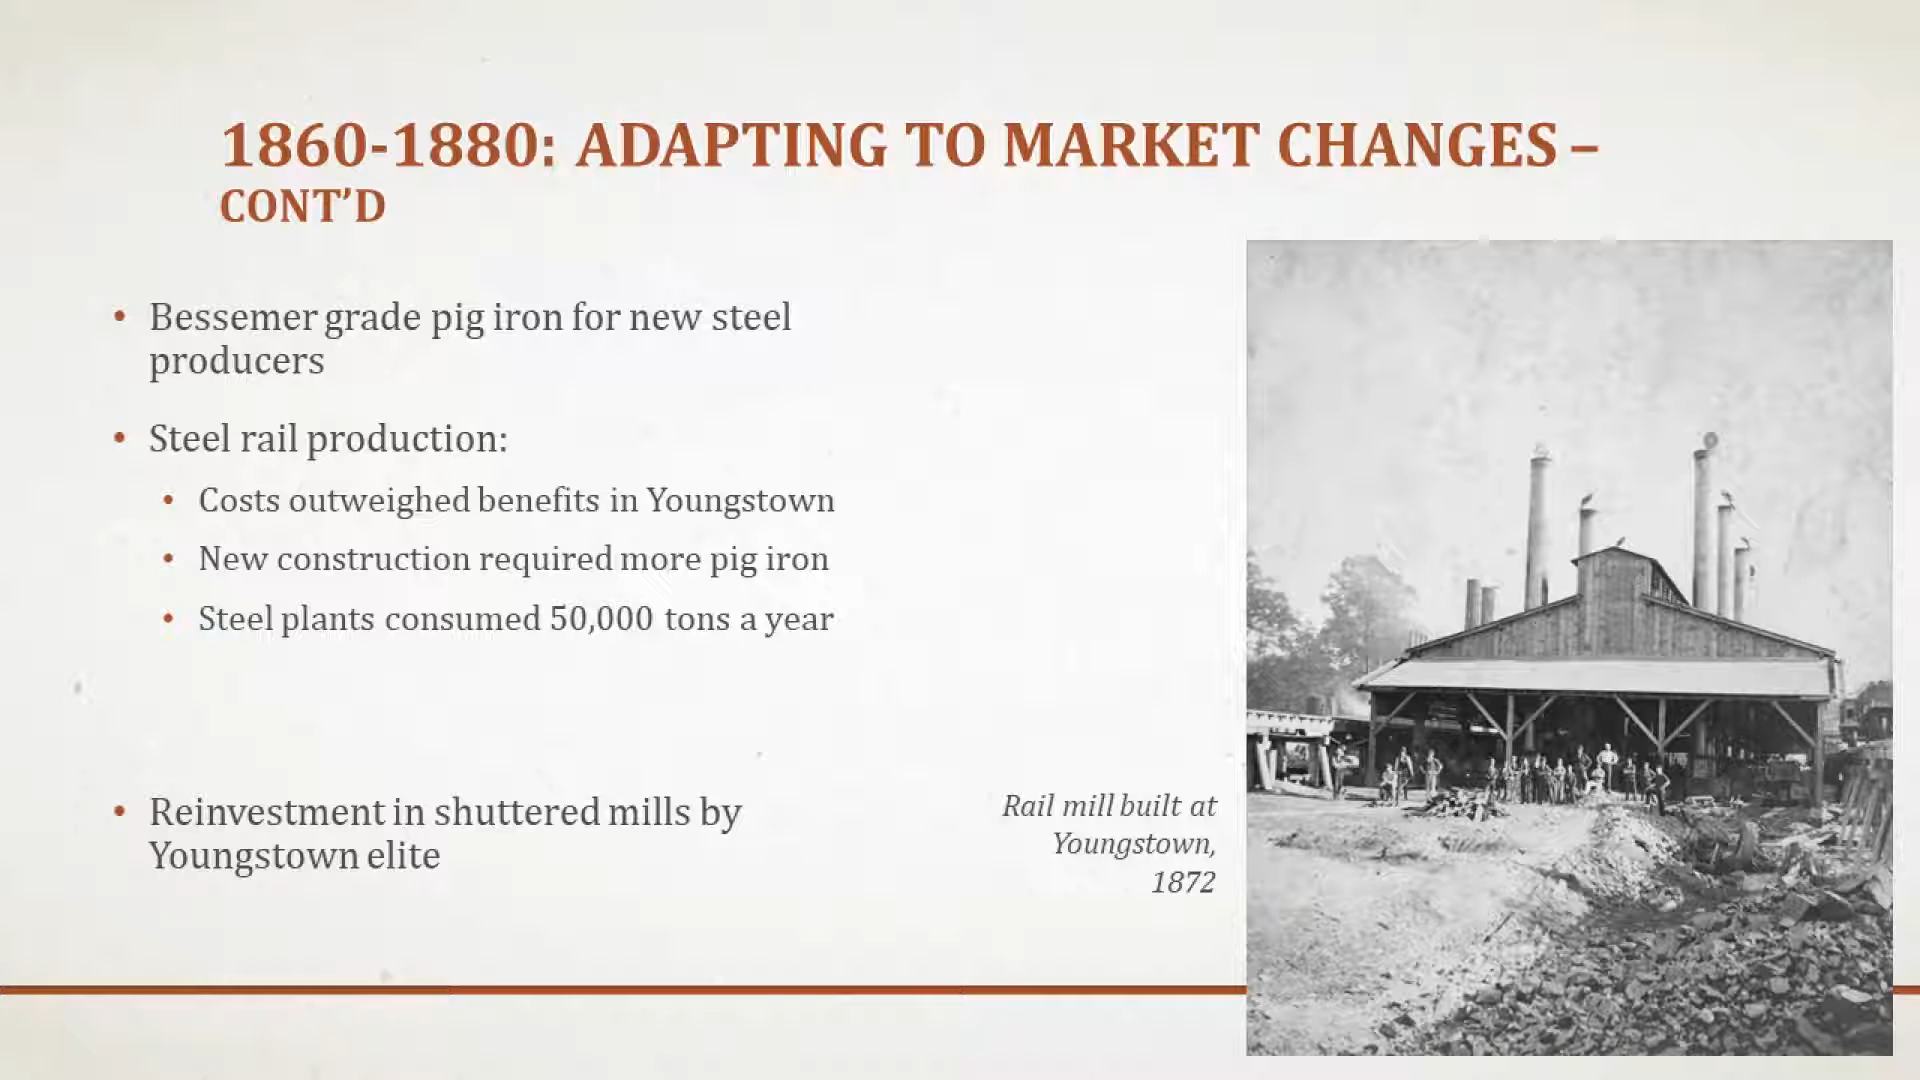 1860-1880: ADAPTING TO MARKET CHANGES –
CONT’D
• Bessemer grade pig iron for new steel
producers
• Steel rail production:
• Costs outweighed benefits in Youngstown
• New construction required more pig iron
• Steel plants consumed 50,000 tons a year
• Reinvestment in shuttered mills by
Youngstown elite
Rail mill built at
Youngstown,
1872